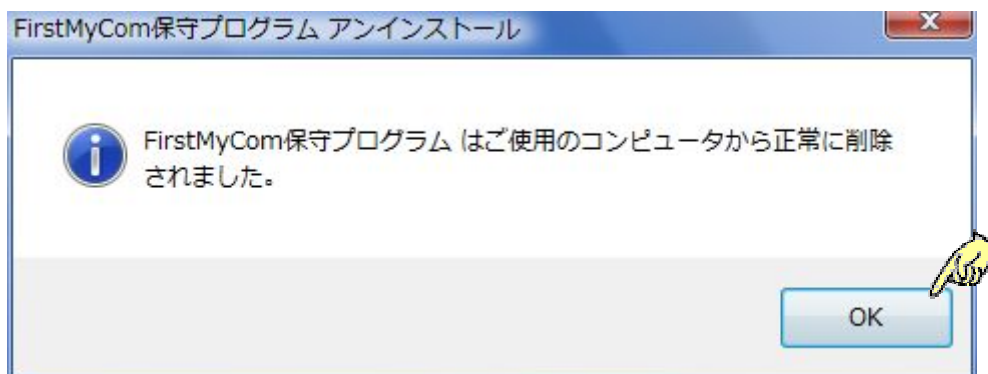 FirstMyCom保守プログラム アンインストール
FirstMyCom保守プログラム はご使用のコンピュータから正常に削除
されました。
OK